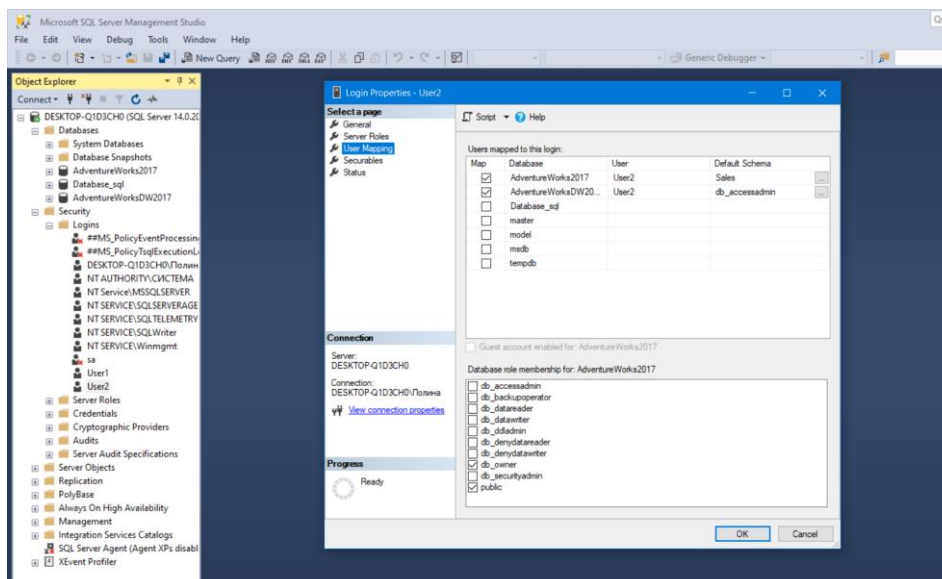 Microsoft SQL Server Management Studio
File Edit View Debug Tools Window Help
New Query
Generic Debugger
Object Explorer
Connect
DESKTOP-Q1D3CH0 (SQL Server 14.0.20
Databases
System Databases
Database Snapshots
AdventureWorks2017
Database_sql
AdventureWorksDW2017
Security
Logins
##MS_PolicyEventProcessin
##MS_PolicyTsqlExecutionL
DESKTOP-Q1D3CH0\Полин
NT AUTHORITY\СИСТЕМА
NT Service\MSSQLSERVER
NT SERVICE\SQLSERVERAGE
NT SERVICE\SQLTELEMETRY
NT SERVICE\SQLWriter
NT SERVICE\Winmgmt
sa
User1
User2
Server Roles
Credentials
Cryptographic Providers
Audits
Server Audit Specifications
Server Objects
Replication
PolyBase
Always On High Availability
Management
Integration Services Catalogs
SQL Server Agent (Agent XPs disabl
XEvent Profiler
Login Properties - User2
Select a page
General
Server Roles
User Mapping
Securables
Status
Script Help
Users mapped to this login:
Map Database User Default Schema
AdventureWorks2017 User2 Sales ...
AdventureWorksDW20... User2 db_accessadmin ...
Database_sql
master
model
msdb
tempdb
Guest account enabled for: AdventureWorks2017
Database role membership for: AdventureWorks2017
db_accessadmin
db_backupoperator
db_datareader
db_datawriter
db_ddladmin
db_denydatareader
db_denydatawriter
db_owner
db_securityadmin
public
Connection
Server:
DESKTOP-Q1D3CH0
Connection:
DESKTOP-Q1D3CH0\Полина
View connection properties
Progress
Ready
OK Cancel